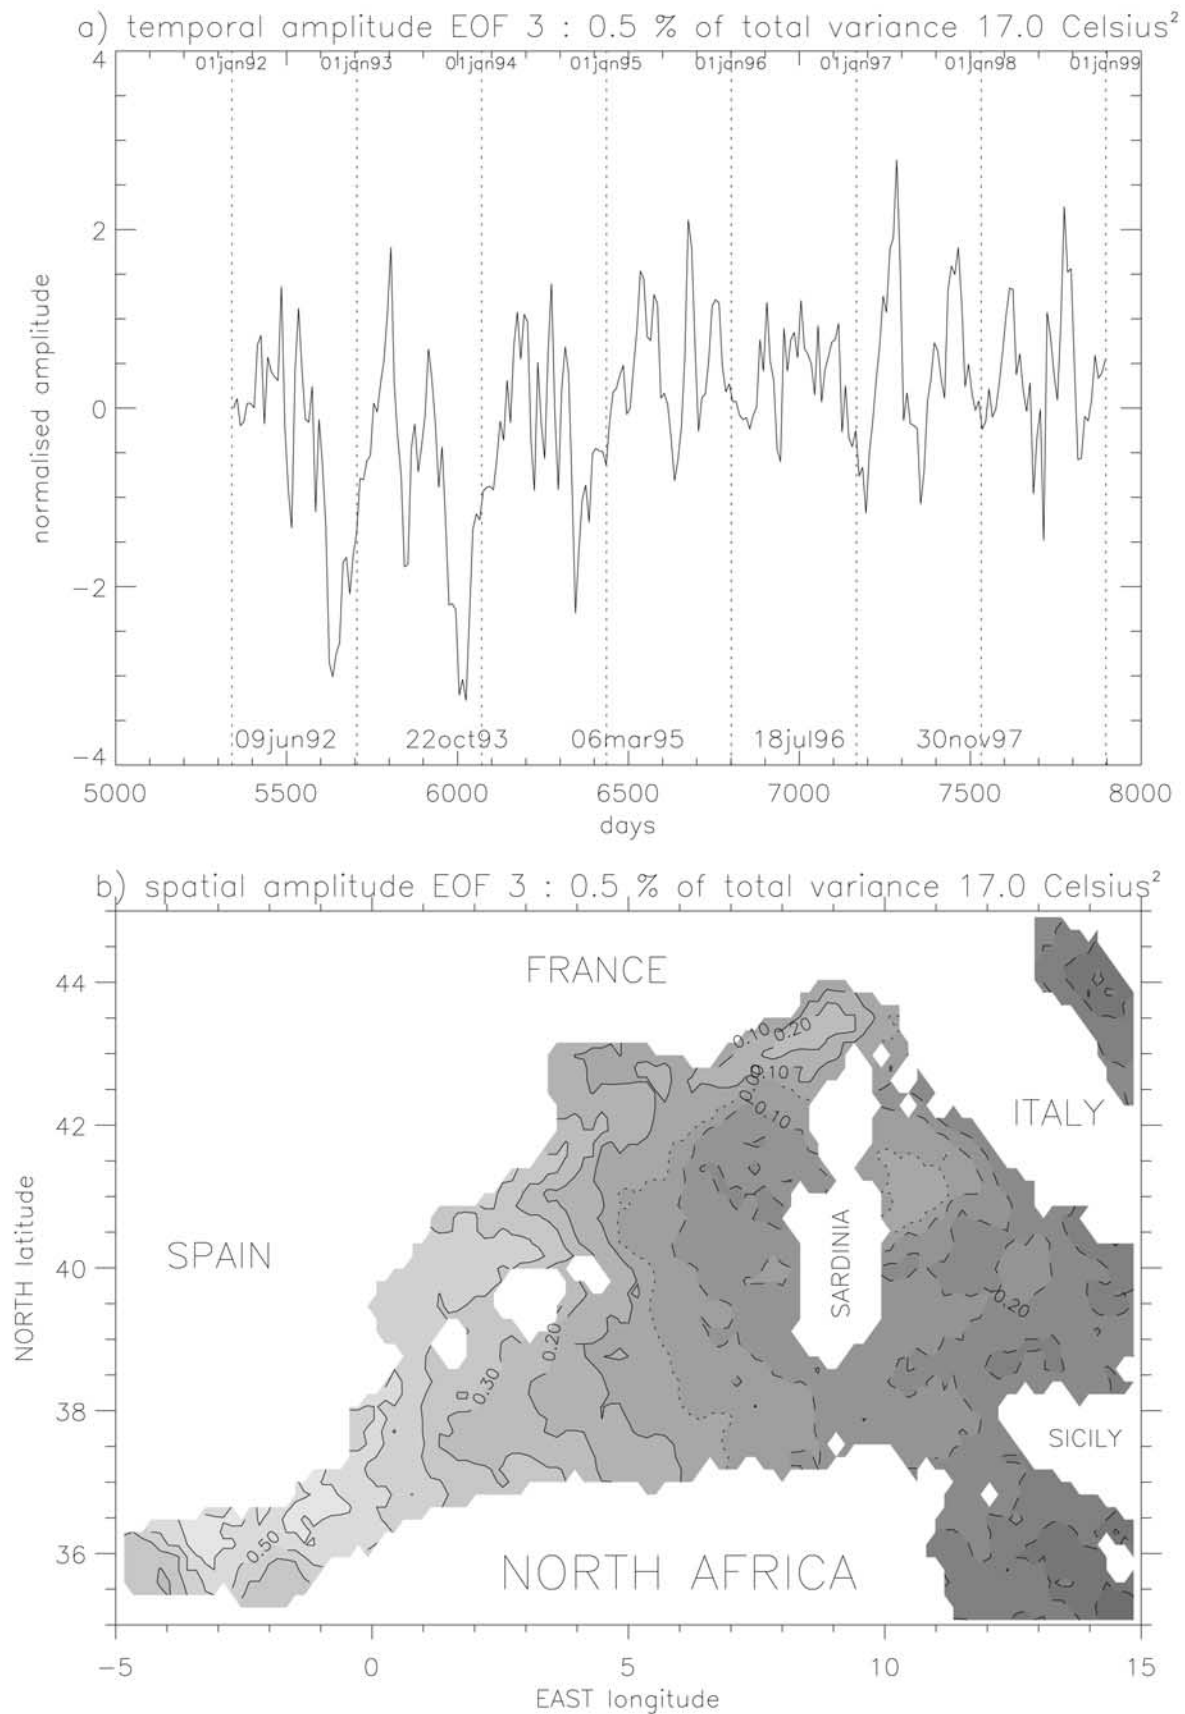 a) temporal amplitude EOF 3 : 0.5 % of total variance 17.0 Celsius²
4
01jan92 01jan93 01jan94 01jan95 01jan96 01jan97 01jan98 01jan99
2
normalised amplitude
0
−2
09jun92 22oct93 06mar95 18jul96 30nov97
−4
5000 5500 6000 6500 7000 7500 8000
days
b) spatial amplitude EOF 3 : 0.5 % of total variance 17.0 Celsius²
FRANCE
44
0.10 0.20
0.00 0.10
ITALY
42
−0.10
NORTH latitude
SPAIN
SARDINIA
40
−0.20
0.20
0.30
38
SICILY
0.50
36
NORTH AFRICA
−5 0 5 10 15
EAST longitude